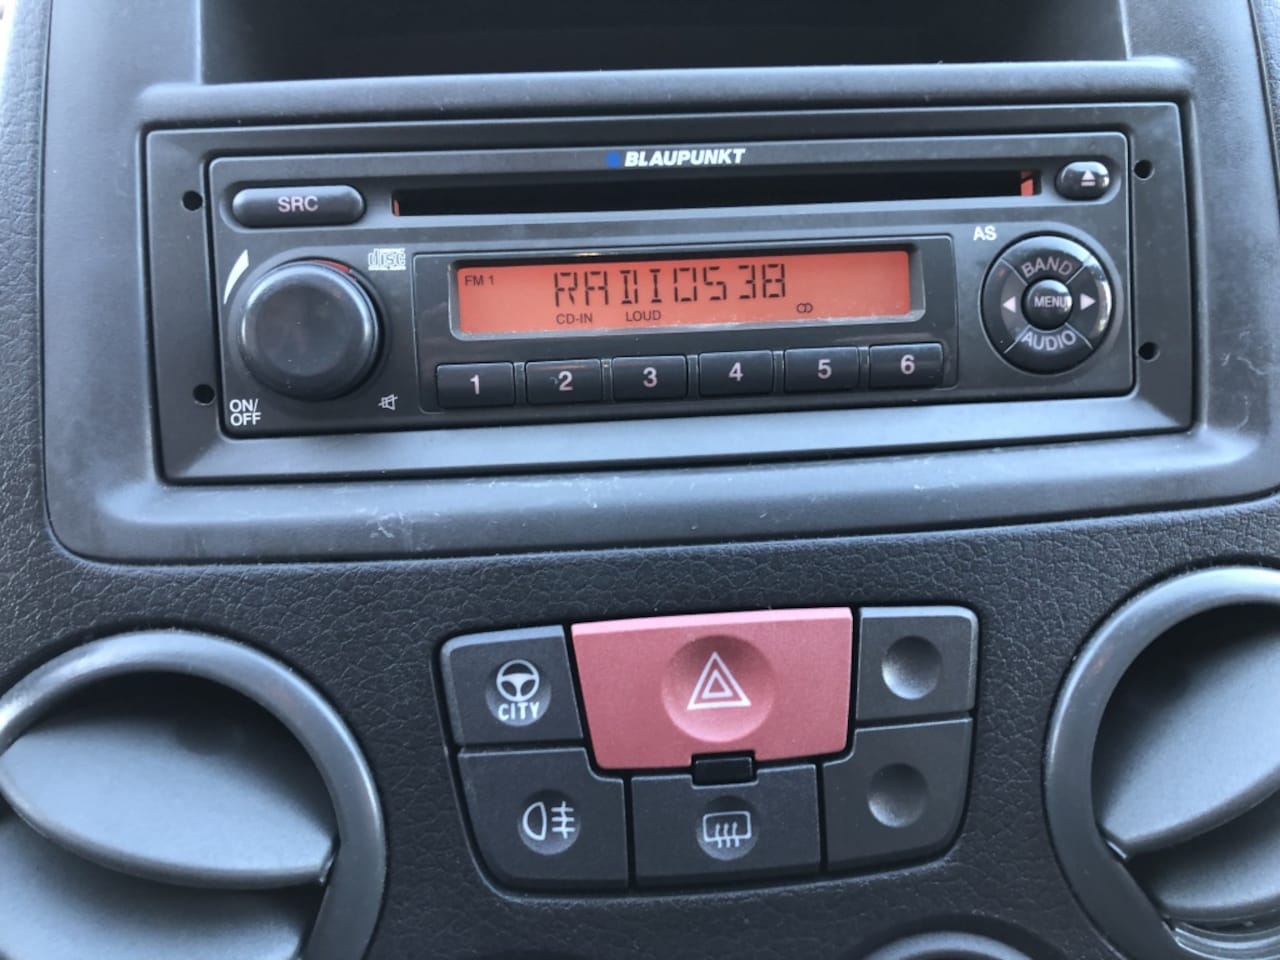 BLAUPUNKT
SRC
disc
AS
FM 1
RADIO538
CD-IN LOUD
BAND
MENU
AUDIO
1 2 3 4 5 6
ON/
OFF
CITY